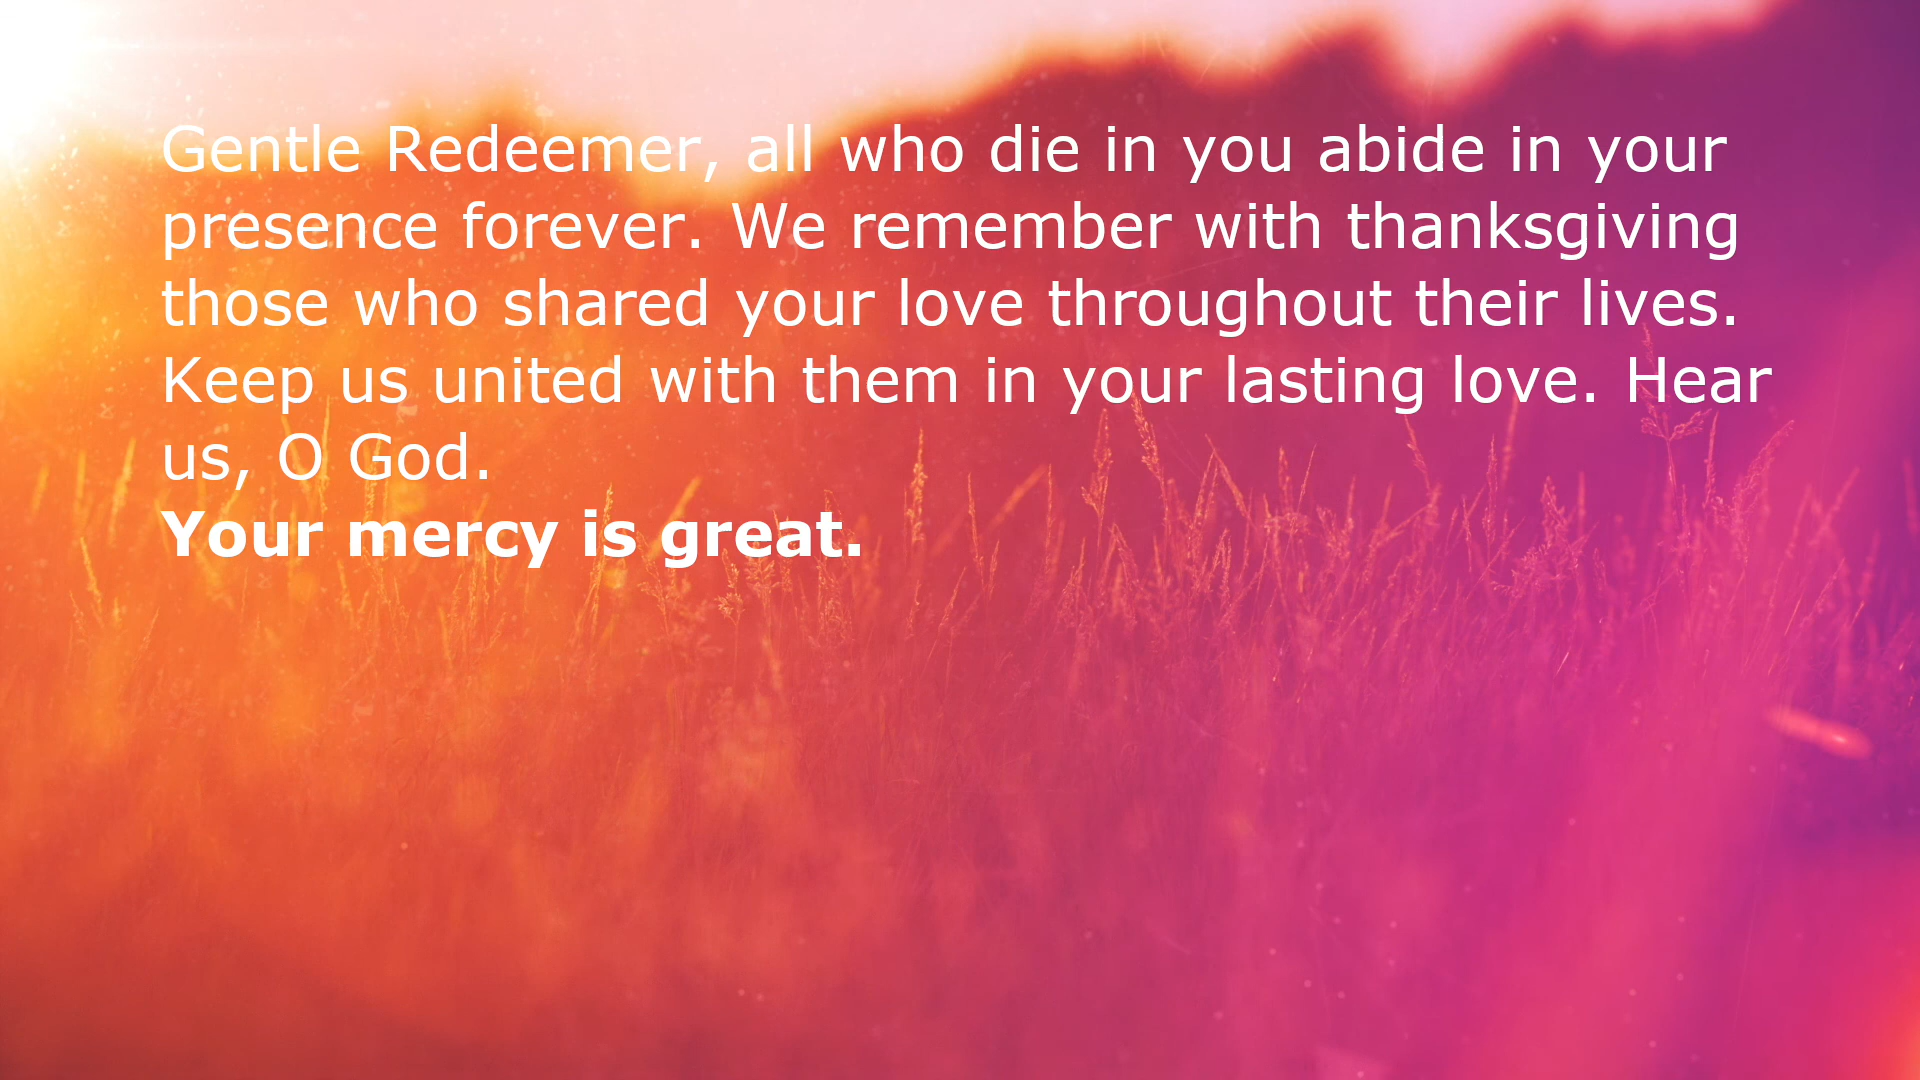 Gentle Redeemer, all who die in you abide in your
presence forever. We remember with thanksgiving
those who shared your love throughout their lives.
Keep us united with them in your lasting love. Hear
us, O God.
Your mercy is great.